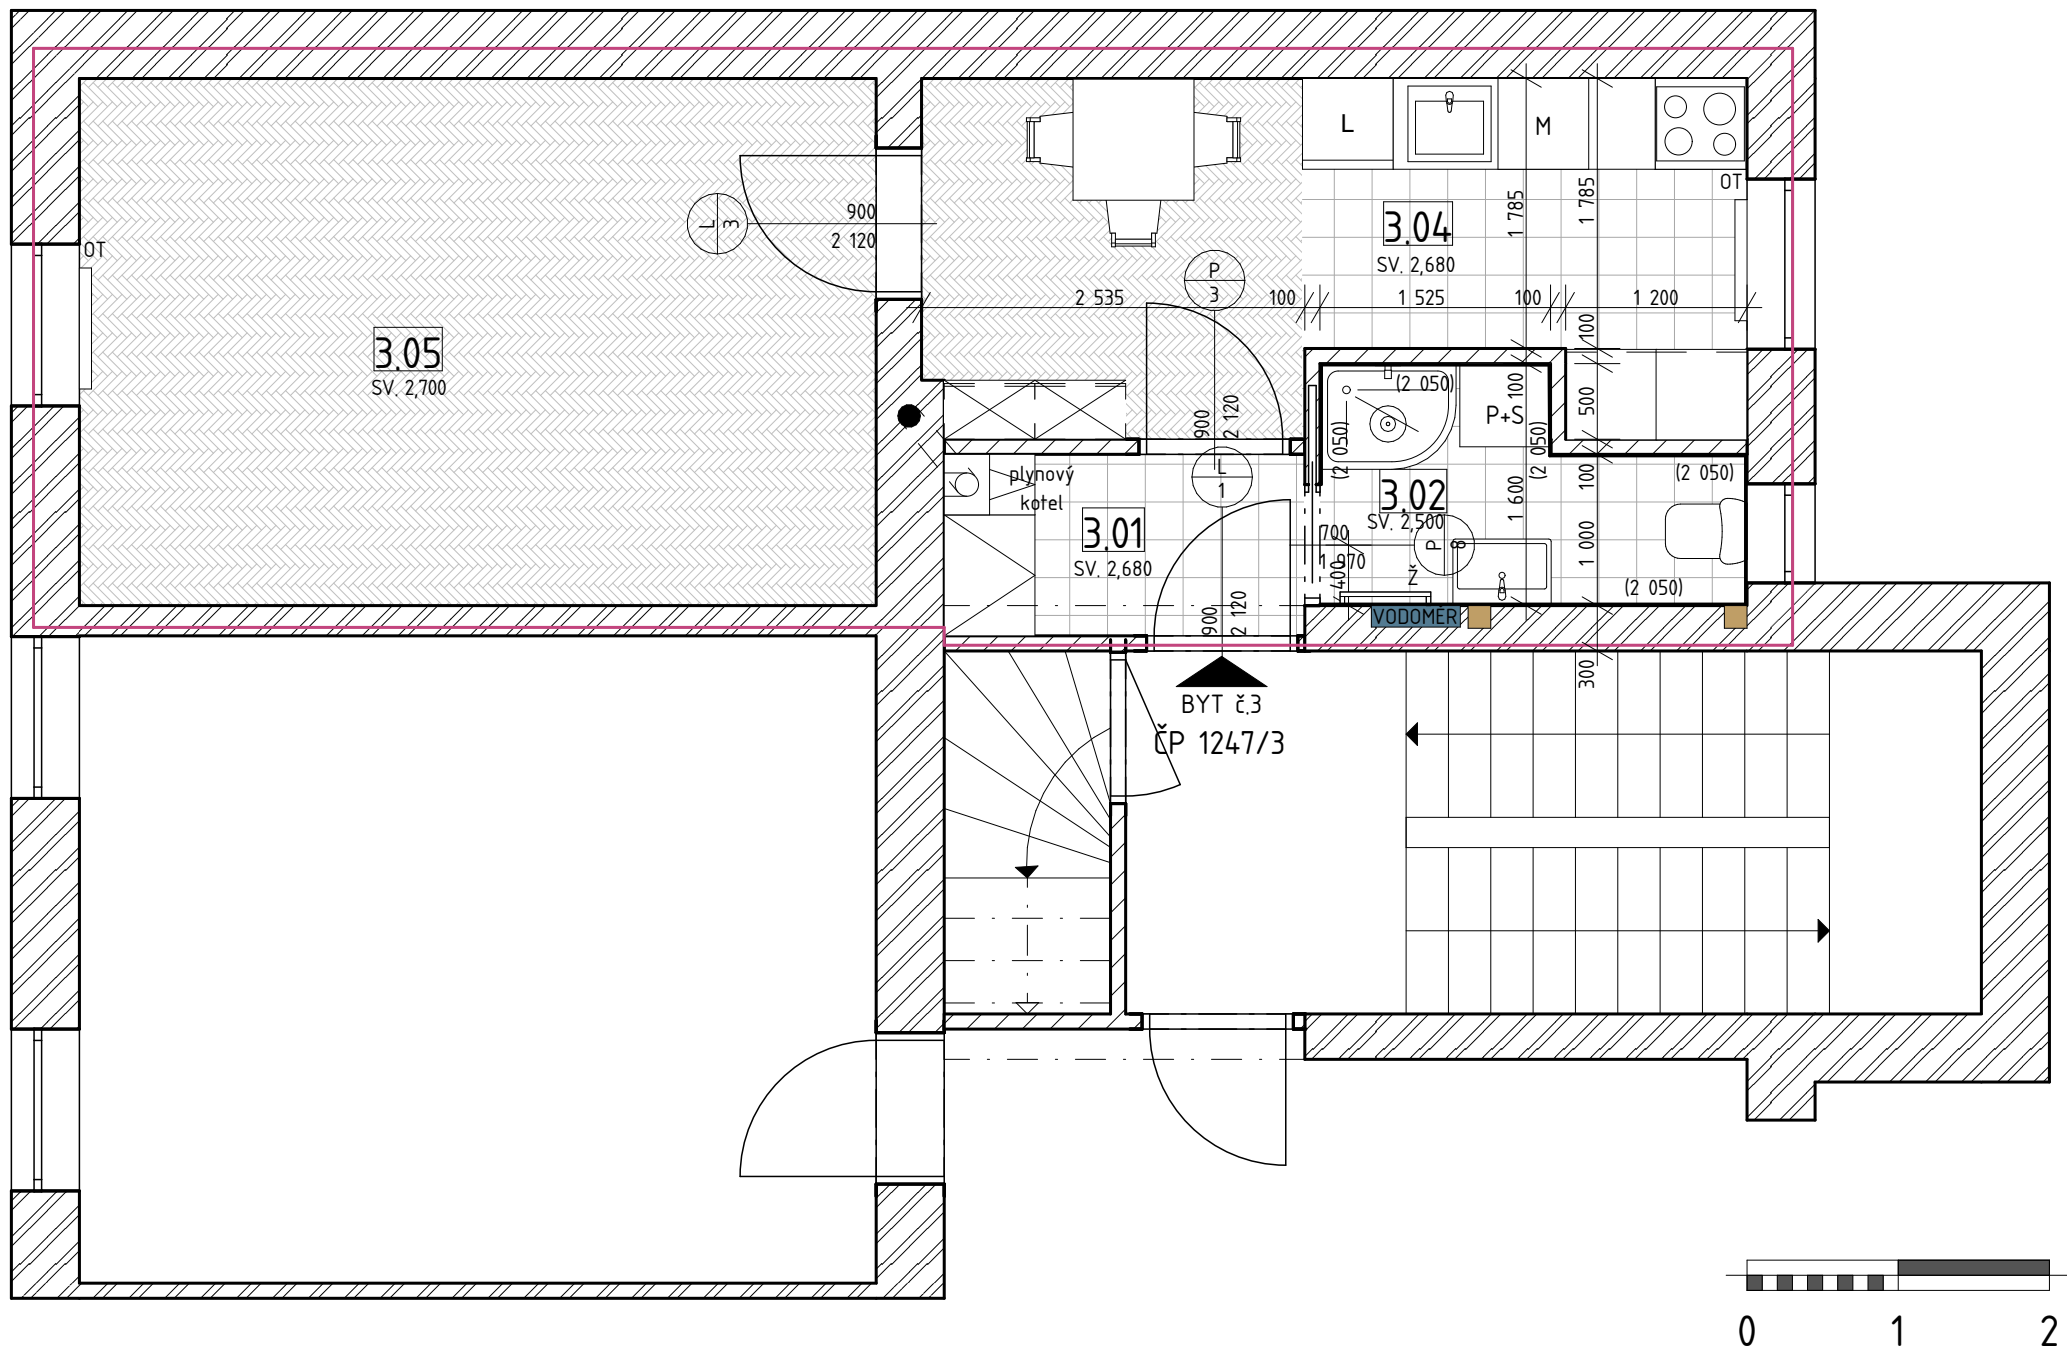 L
M
OT
1 785
1 785
L
3
900
2 120
3.04
SV. 2,680
OT
P
3
2 535
100
1 525
100
1 200
100
3.05
SV. 2,700
(2 050)
100
500
P+S
900
2 120
(2 050)
(2 050)
L
1
plynový
kotel
3.02
SV. 2,500
1 600
100
(2 050)
3.01
SV. 2,680
700
1 970
P
8
400
Ž
1 000
(2 050)
900
2 120
VODOMĚR
300
BYT č.3
ČP 1247/3
0 1 2